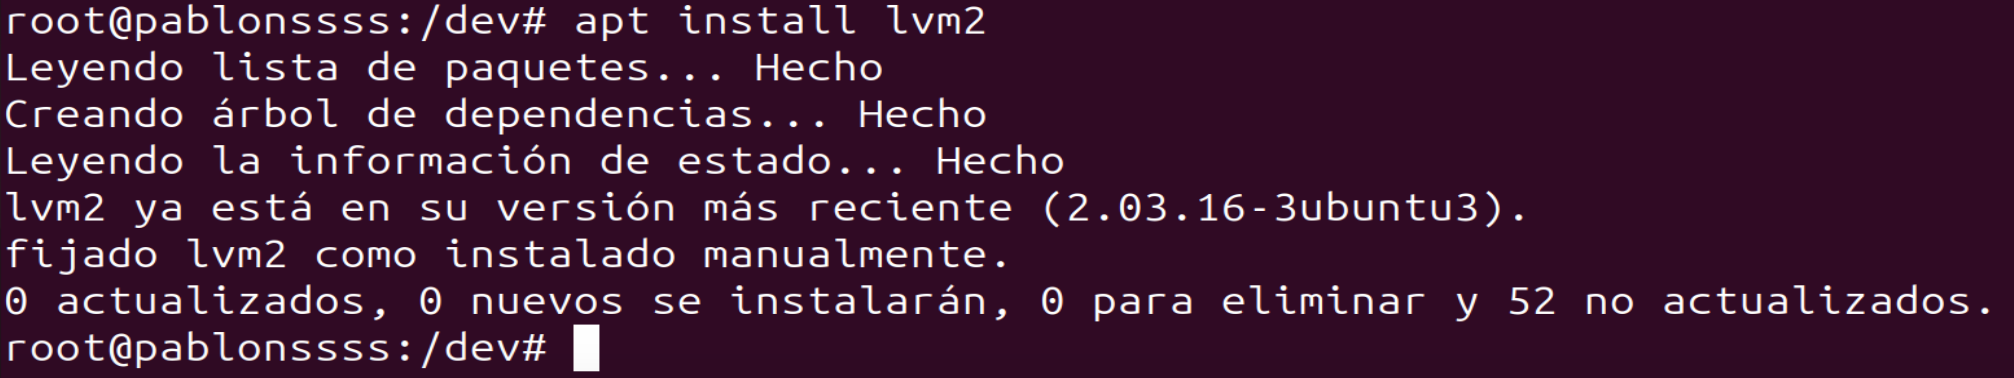 root@pablonssss:/dev# apt install lvm2
Leyendo lista de paquetes... Hecho
Creando árbol de dependencias... Hecho
Leyendo la información de estado... Hecho
lvm2 ya está en su versión más reciente (2.03.16-3ubuntu3).
fijado lvm2 como instalado manualmente.
0 actualizados, 0 nuevos se instalarán, 0 para eliminar y 52 no actualizados.
root@pablonssss:/dev#